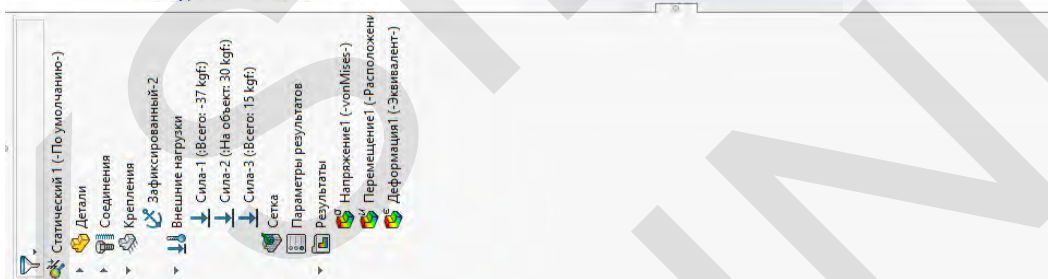 Статический 1 (-По умолчанию-)
Детали
Соединения
Крепления
Зафиксированный-2
Внешние нагрузки
Сила-1 (:Всего: -37 kgf:)
Сила-2 (:На объект: 30 kgf:)
Сила-3 (:Всего: 15 kgf:)
Сетка
Параметры результатов
Результаты
Напряжение1 (-vonMises-)
Перемещение1 (-Расположени
Деформация1 (-Эквивалент-)